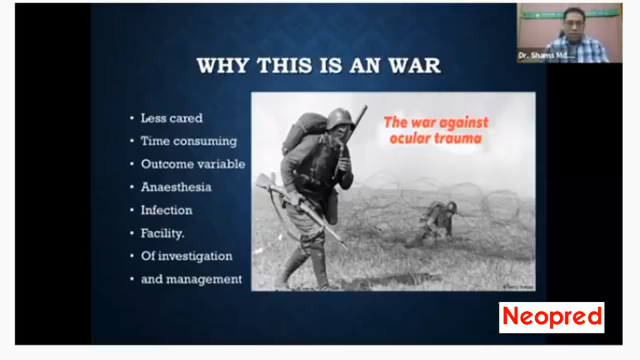 WHY THIS IS AN WAR
Dr. Shams Md....
• Less cared
• Time consuming
• Outcome variable
• Anaesthesia
• Infection
• Facility.
• Of investigation
• and management
The war against
ocular trauma
Neopred